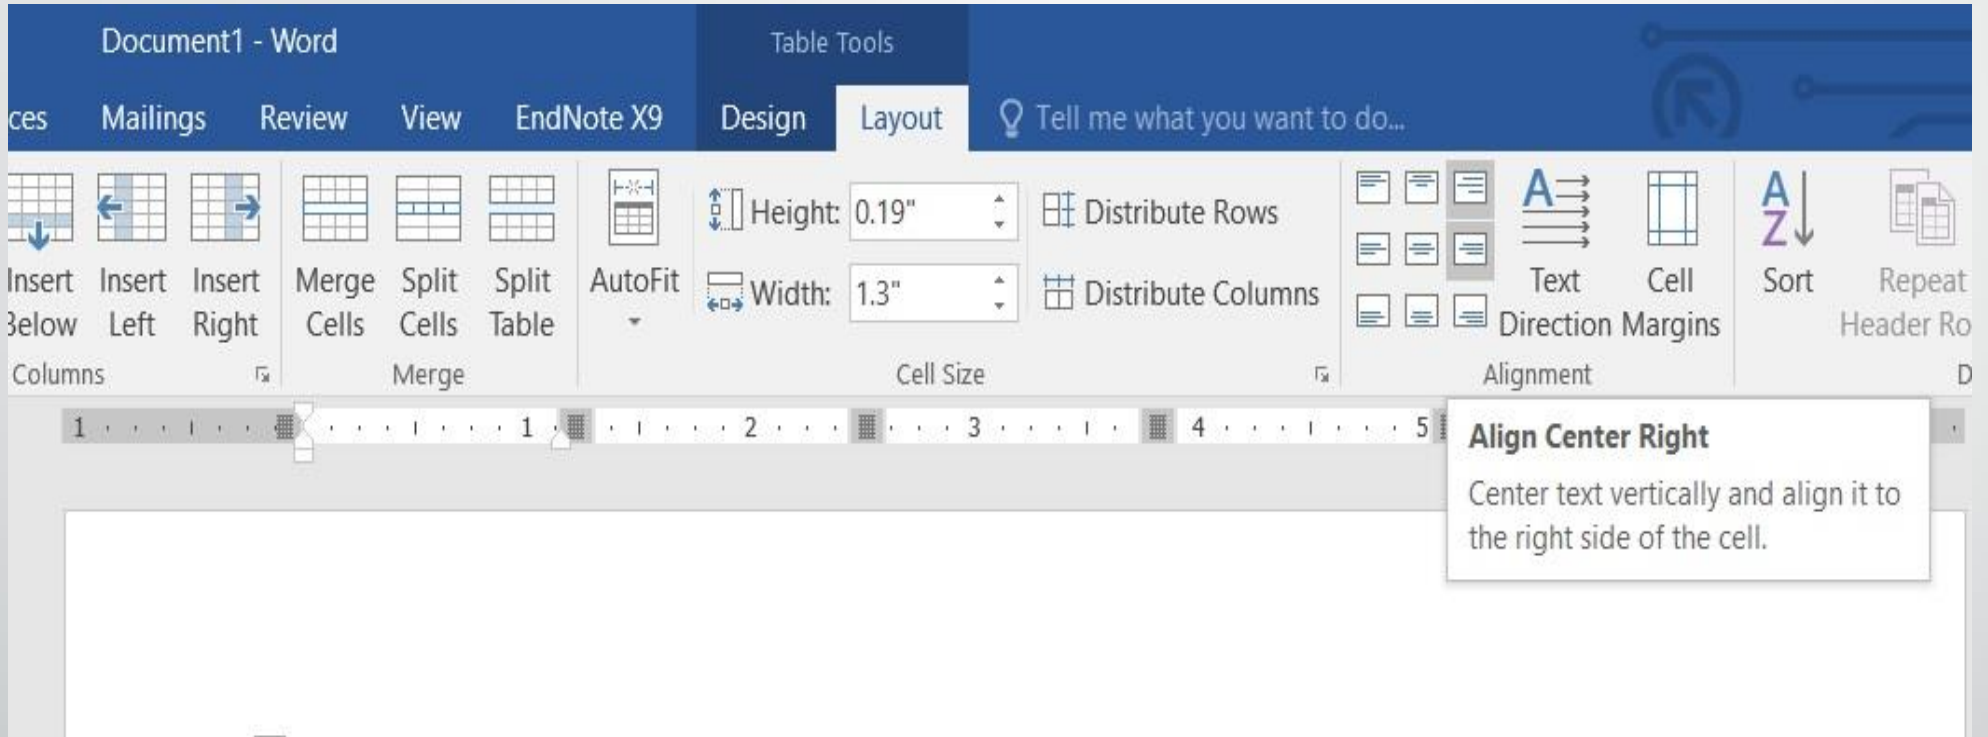 Document1 - Word
Table Tools
ces Mailings Review View EndNote X9 Design Layout Tell me what you want to do...
Insert Below
Insert Left
Insert Right
Merge Cells
Split Cells
Split Table
AutoFit
Height: 0.19"
Width: 1.3"
Distribute Rows
Distribute Columns
A
Text Direction
Cell Margins
A
Z
Sort
Repeat
Header Ro
Columns Merge Cell Size Alignment D
1 1 2 3 4 5
Align Center Right
Center text vertically and align it to
the right side of the cell.